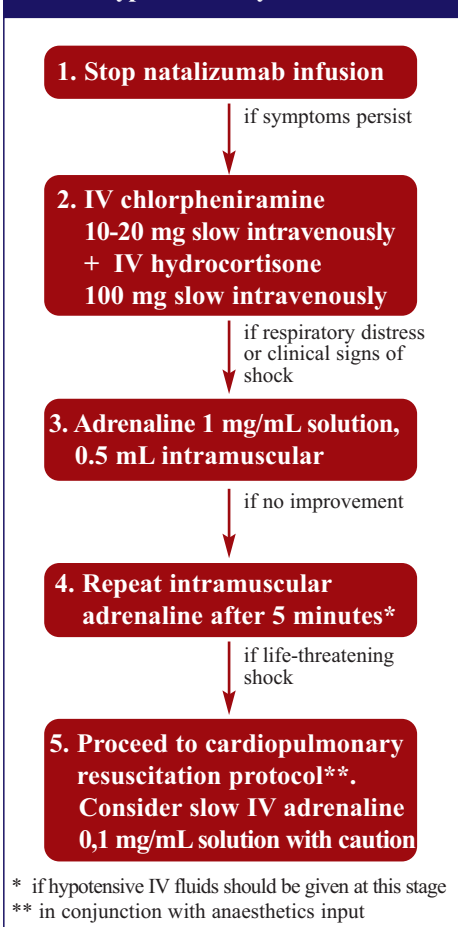 1. Stop natalizumab infusion
if symptoms persist
2. IV chlorpheniramine
10-20 mg slow intravenously
+ IV hydrocortisone
100 mg slow intravenously
if respiratory distress
or clinical signs of
shock
3. Adrenaline 1 mg/mL solution,
0.5 mL intramuscular
if no improvement
4. Repeat intramuscular
adrenaline after 5 minutes*
if life-threatening
shock
5. Proceed to cardiopulmonary
resuscitation protocol**.
Consider slow IV adrenaline
0,1 mg/mL solution with caution
* if hypotensive IV fluids should be given at this stage
** in conjunction with anaesthetics input